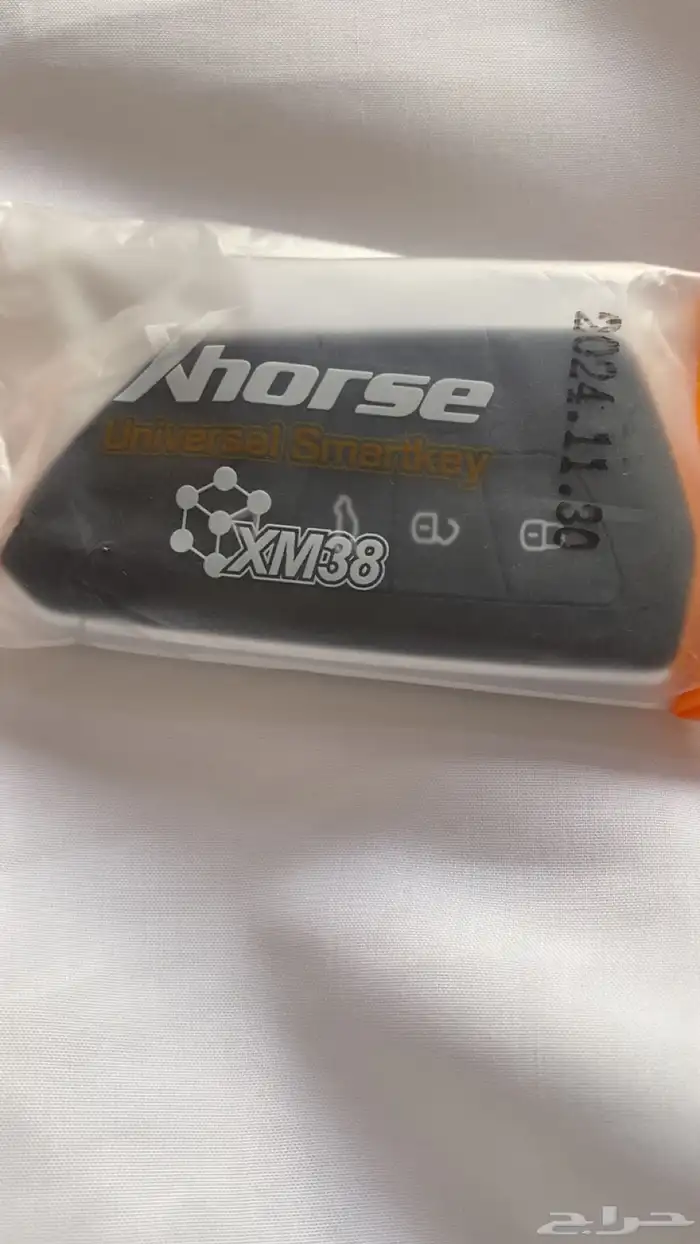 Xhorse
Universal Smartkey
XM38
2024.11.30
حراج